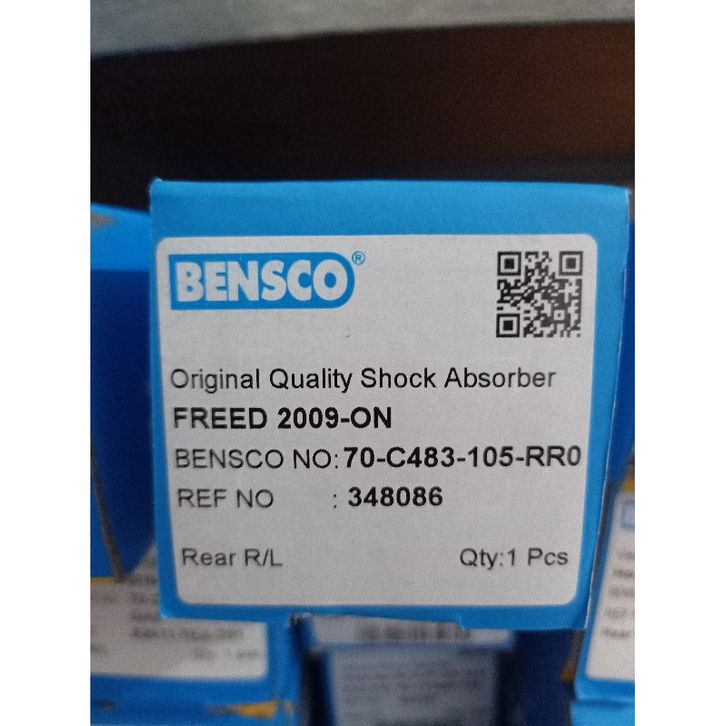 BENSCO®
Original Quality Shock Absorber
FREED 2009-ON
BENSCO NO:70-C483-105-RR0
REF NO : 348086
Rear R/L Qty:1 Pcs